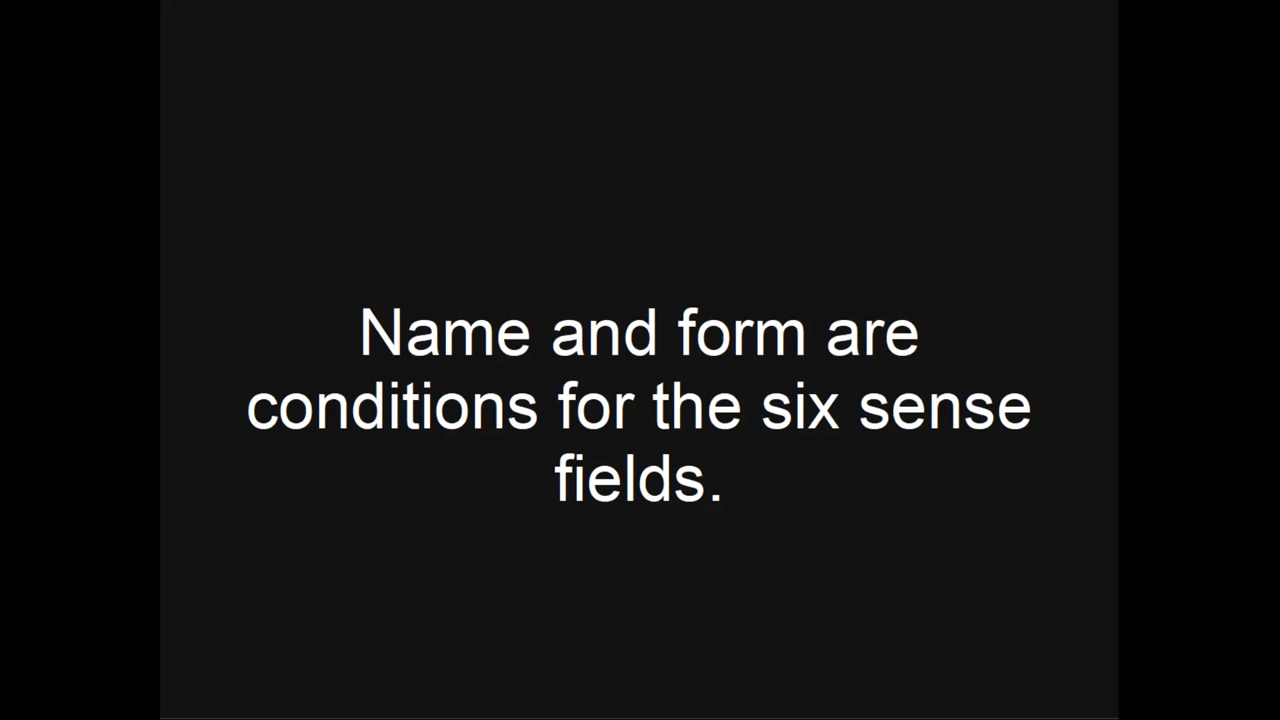 Name and form are
conditions for the six sense
fields.